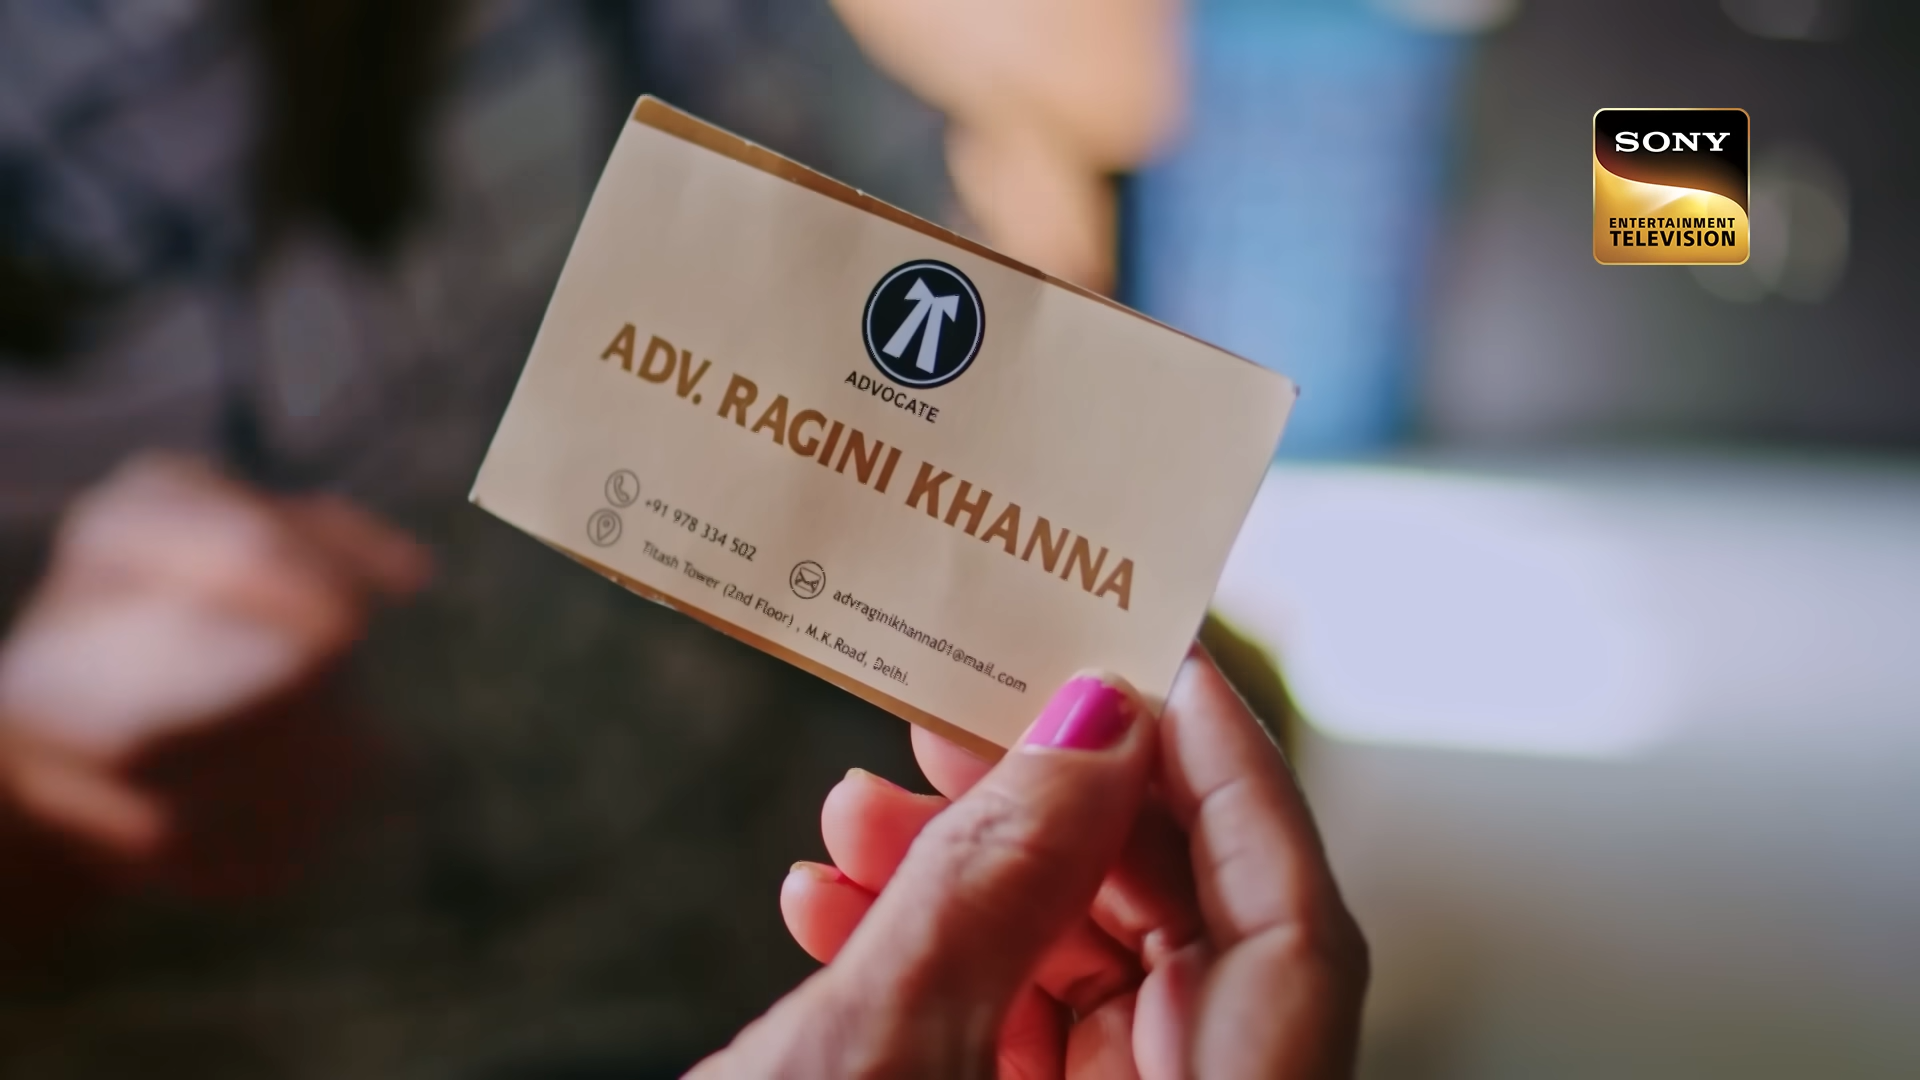 SONY
ENTERTAINMENT
TELEVISION
ADVOCATE
ADV. RAGINI KHANNA
+91 978 334 502
advraginikhanna01@mail.com
Titash Tower (2nd Floor) , M.K.Road, Delhi.